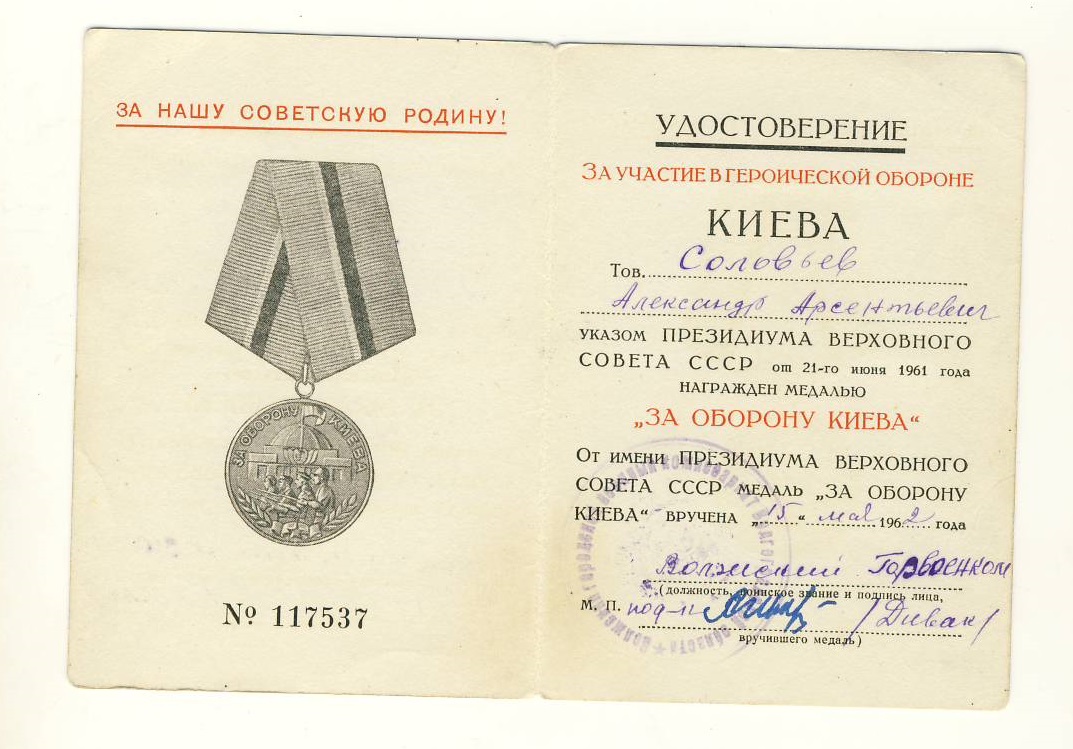 ЗА НАШУ СОВЕТСКУЮ РОДИНУ!
ЗА ОБОРОНУ КИЕВА
№ 117537
УДОСТОВЕРЕНИЕ
ЗА УЧАСТИЕ В ГЕРОИЧЕСКОЙ ОБОРОНЕ
КИЕВА
Тов. Соловьев
Александр Арсентьевич
УКАЗОМ ПРЕЗИДИУМА ВЕРХОВНОГО
СОВЕТА СССР от 21-го июня 1961 года
НАГРАЖДЕН МЕДАЛЬЮ
„ЗА ОБОРОНУ КИЕВА“
ОТ ИМЕНИ ПРЕЗИДИУМА ВЕРХОВНОГО
СОВЕТА СССР МЕДАЛЬ „ЗА ОБОРОНУ
КИЕВА“ ВРУЧЕНА „15“ мая 1962 года
Волжский Горвоенком
(должность, воинское звание и подпись лица,
М. П. под-к /Дивак/
вручившего медаль)